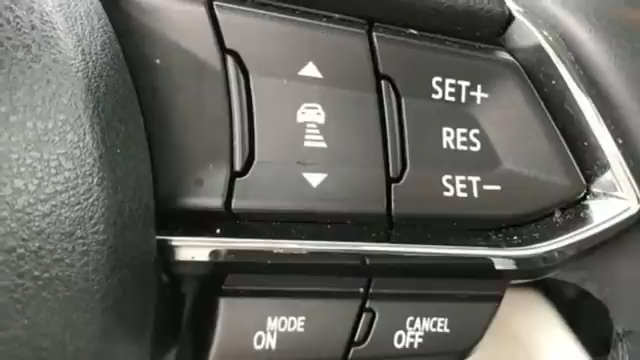 SET+
RES
SET−
MODE
ON
CANCEL
OFF